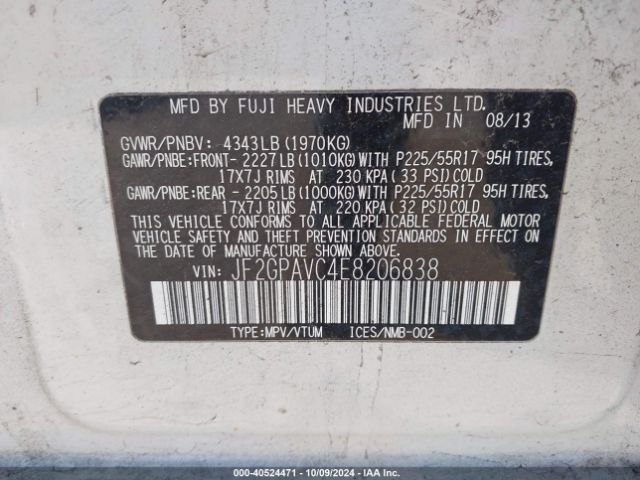 MFD BY FUJI HEAVY INDUSTRIES LTD.
MFD IN 08/13
GVWR/PNBV: 4343LB (1970KG)
GAWR/PNBE:FRONT- 2227LB (1010KG) WITH P225/55R17 95H TIRES,
17X7J RIMS AT 230 KPA (33 PSI) COLD
GAWR/PNBE:REAR - 2205LB (1000KG) WITH P225/55R17 95H TIRES,
17X7J RIMS AT 220 KPA (32 PSI) COLD
THIS VEHICLE CONFORMS TO ALL APPLICABLE FEDERAL MOTOR
VEHICLE SAFETY AND THEFT PREVENTION STANDARDS IN EFFECT
ON THE DATE OF MANUFACTURE SHOWN ABOVE.
VIN: JF2GPAVC4E8206838
TYPE:MPV/VTUM ICES/NMB-002
000-40524471 | 10/09/2024 | IAA Inc.